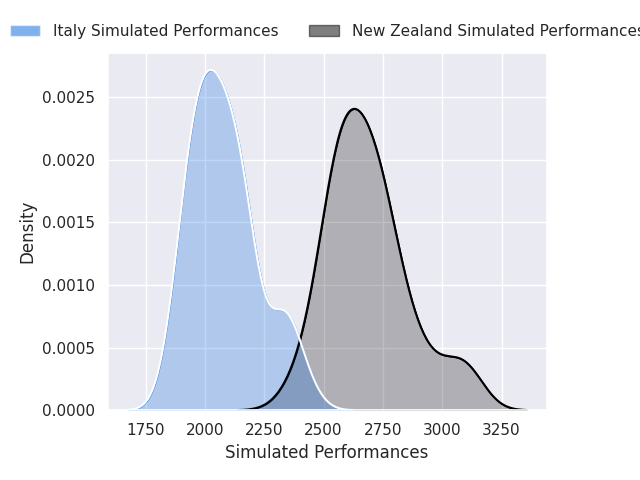 Italy Simulated Performances New Zealand Simulated Performances
0.0025
0.0020
0.0015
0.0010
0.0005
0.0000
Density
1750 2000 2250 2500 2750 3000 3250
Simulated Performances